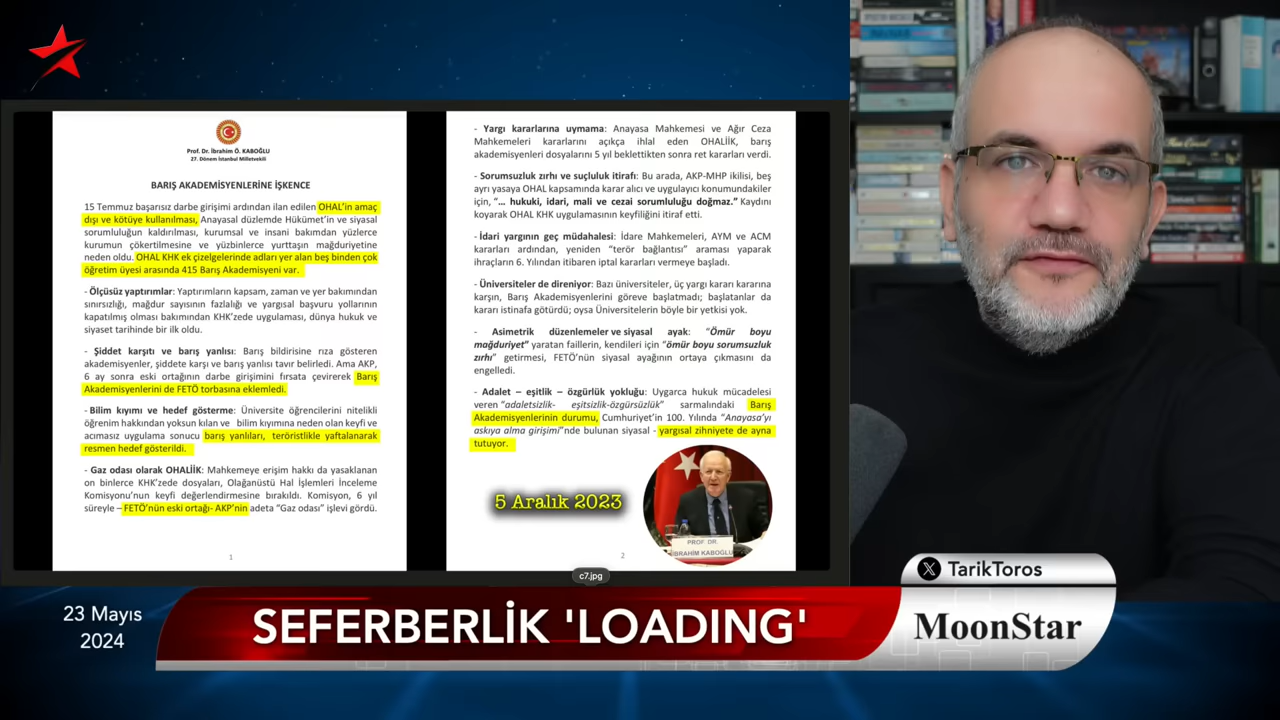 Prof. Dr. İbrahim Ö. KABOĞLU
27. Dönem İstanbul Milletvekili
BARIŞ AKADEMİSYENLERİNE İŞKENCE
15 Temmuz başarısız darbe girişimi ardından ilan edilen OHAL’in amaç
dışı ve kötüye kullanılması, Anayasal düzlemde Hükümet’in ve siyasal
sorumluluğun kaldırılması, kurumsal ve insani bakımdan yüzlerce
kurumun çökertilmesine ve yüzbinlerce yurttaşın mağduriyetine
neden oldu. OHAL KHK ek çizelgelerinde adları yer alan beş binden çok
öğretim üyesi arasında 415 Barış Akademisyeni var.
- Ölçüsüz yaptırımlar: Yaptırımların kapsam, zaman ve yer bakımından
sınırsızlığı, mağdur sayısının fazlalığı ve yargısal başvuru yollarının
kapatılmış olması bakımından KHK’zede uygulaması, dünya hukuk ve
siyaset tarihinde bir ilk oldu.
- Şiddet karşıtı ve barış yanlısı: Barış bildirisine rıza gösteren
akademisyenler, şiddete karşı ve barış yanlısı tavır belirledi. Ama AKP,
6 ay sonra eski ortağının darbe girişimini fırsata çevirerek Barış
Akademisyenlerini de FETÖ torbasına eklemledi.
- Bilim kıyımı ve hedef gösterme: Üniversite öğrencilerini nitelikli
öğrenim hakkından yoksun kılan ve bilim kıyımına neden olan keyfi ve
acımasız uygulama sonucu barış yanlıları, teröristlikle yaftalanarak
resmen hedef gösterildi.
- Gaz odası olarak OHALİİK: Mahkemeye erişim hakkı da yasaklanan
on binlerce KHK’zede dosyaları, Olağanüstü Hal İşlemleri İnceleme
Komisyonu’nun keyfi değerlendirmesine bırakıldı. Komisyon, 6 yıl
süreyle – FETÖ’nün eski ortağı- AKP’nin adeta “Gaz odası” işlevi gördü.
1
- Yargı kararlarına uymama: Anayasa Mahkemesi ve Ağır Ceza
Mahkemeleri kararlarını açıkça ihlal eden OHALİİK, barış
akademisyenleri dosyalarını 5 yıl beklettikten sonra ret kararları verdi.
- Sorumsuzluk zırhı ve suçluluk itirafı: Bu arada, AKP-MHP ikilisi, beş
ayrı yasaya OHAL kapsamında karar alıcı ve uygulayıcı konumundakiler
için, “… hukuki, idari, mali ve cezai sorumluluğu doğmaz.” Kaydını
koyarak OHAL KHK uygulamasının keyfiliğini itiraf etti.
- İdari yargının geç müdahalesi: İdare Mahkemeleri, AYM ve ACM
kararları ardından, yeniden “terör bağlantısı” araması yaparak
ihraçların 6. Yılından itibaren iptal kararları vermeye başladı.
- Üniversiteler de direniyor: Bazı üniversiteler, üç yargı kararı kararına
karşın, Barış Akademisyenlerini göreve başlatmadı; başlatanlar da
kararı istinafa götürdü; oysa Üniversitelerin böyle bir yetkisi yok.
- Asimetrik düzenlemeler ve siyasal ayak: “Ömür boyu
mağduriyet” yaratan faillerin, kendileri için “ömür boyu sorumsuzluk
zırhı” getirmesi, FETÖ’nün siyasal ayağının ortaya çıkmasını da
engelledi.
- Adalet – eşitlik – özgürlük yokluğu: Uygarca hukuk mücadelesi
veren “adaletsizlik- eşitsizlik-özgürsüzlük” sarmalındaki Barış
Akademisyenlerinin durumu, Cumhuriyet’in 100. Yılında “Anayasa’yı
askıya alma girişimi”nde bulunan siyasal - yargısal zihniyete de ayna
tutuyor.
5 Aralık 2023
PROF. DR.
İBRAHİM KABOĞLU
2
c7.jpg
TarikToros
23 Mayıs
2024
SEFERBERLİK 'LOADING'
MoonStar